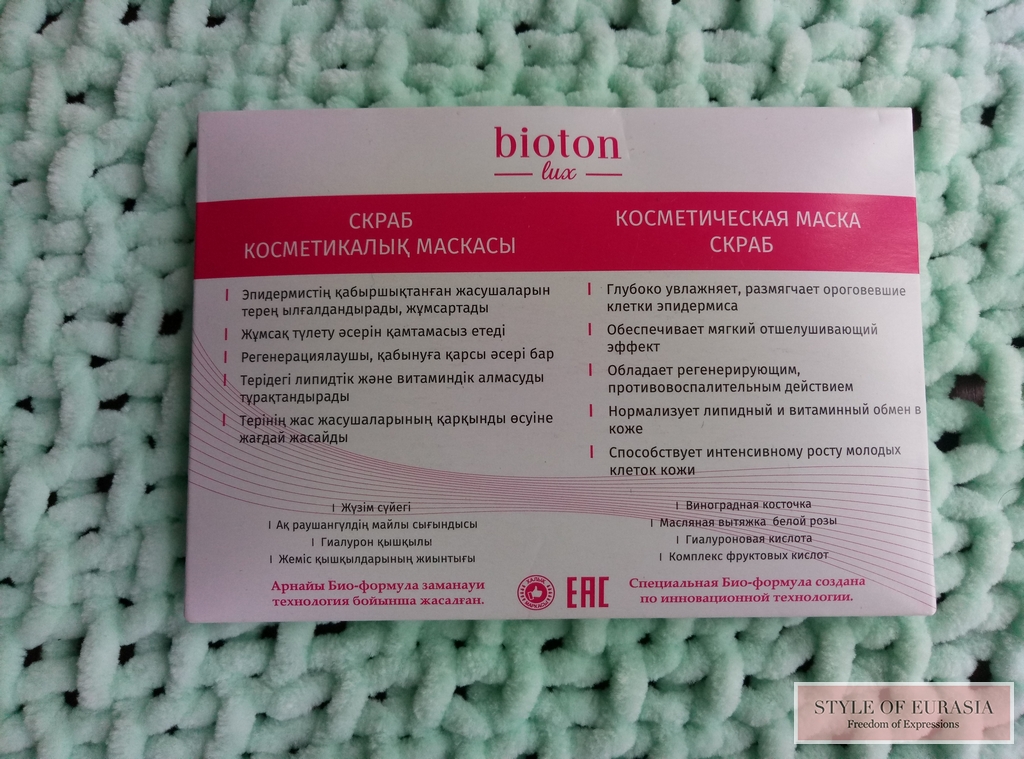 bioton
lux
СКРАБ
КОСМЕТИКАЛЫҚ МАСКАСЫ
Эпидермистің қабыршықтанған жасушаларын
терең ылғалдандырады, жұмсартады
Жұмсақ түлету әсерін қамтамасыз етеді
Регенерациялаушы, қабынуға қарсы әсері бар
Терідегі липидтік және витаминдік алмасуды
тұрақтандырады
Терінің жас жасушаларының қарқынды өсуіне
жағдай жасайды
Жүзім сүйегі
Ақ раушангүлдің майлы сығындысы
Гиалурон қышқылы
Жеміс қышқылдарының жиынтығы
Арнайы Био-формула заманауи
технология бойынша жасалған.
КОСМЕТИЧЕСКАЯ МАСКА
СКРАБ
Глубоко увлажняет, размягчает ороговевшие
клетки эпидермиса
Обеспечивает мягкий отшелушивающий
эффект
Обладает регенерирующим,
противовоспалительным действием
Нормализует липидный и витаминный обмен в
коже
Способствует интенсивному росту молодых
клеток кожи
Виноградная косточка
Масляная вытяжка белой розы
Гиалуроновая кислота
Комплекс фруктовых кислот
Специальная Био-формула создана
по инновационной технологии.
EAC
STYLE OF EURASIA
Freedom of Expressions